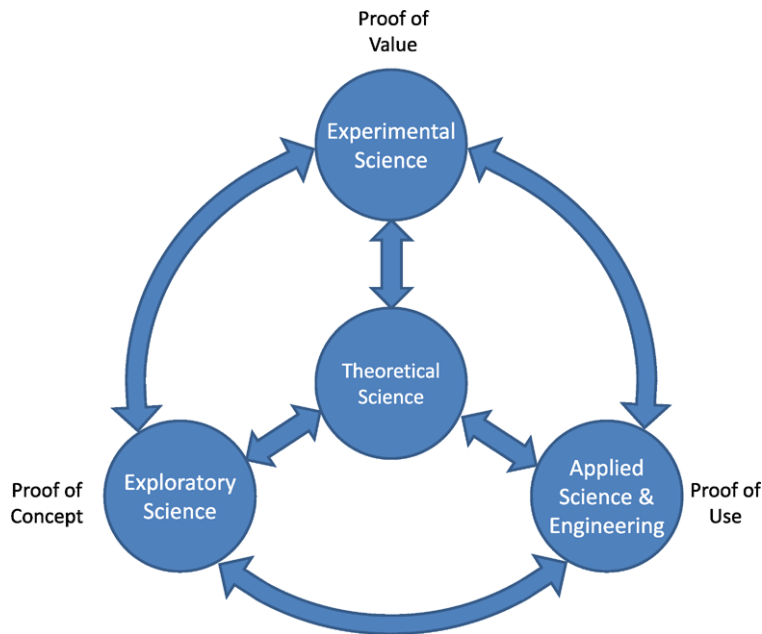 Proof of
Value
Experimental
Science
Theoretical
Science
Proof of
Concept
Exploratory
Science
Applied
Science &
Engineering
Proof of
Use